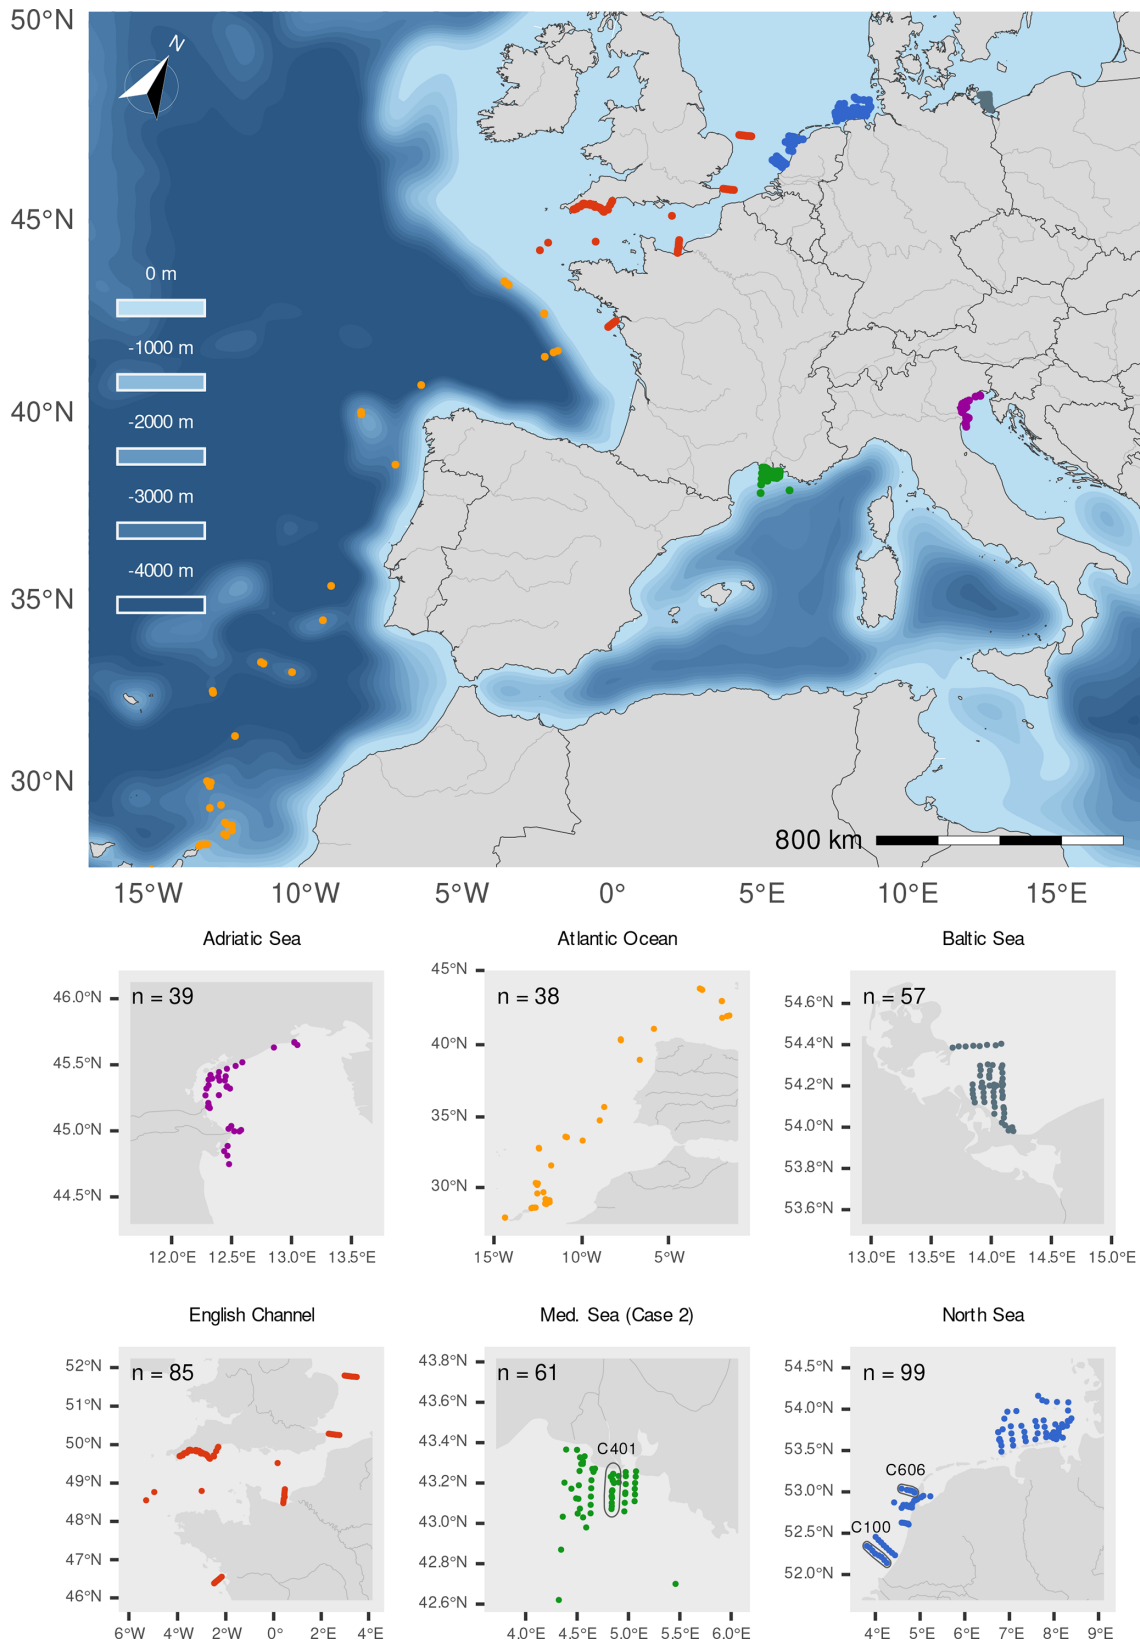 50°N
N
45°N
0 m
-1000 m
40°N
-2000 m
-3000 m
-4000 m
35°N
30°N
800 km
15°W 10°W 5°W 0° 5°E 10°E 15°E
Adriatic Sea
n = 39
46.0°N
45.5°N
45.0°N
44.5°N
12.0°E 12.5°E 13.0°E 13.5°E
Atlantic Ocean
n = 38
45°N
40°N
35°N
30°N
15°W 10°W 5°W
Baltic Sea
n = 57
54.6°N
54.4°N
54.2°N
54.0°N
53.8°N
53.6°N
13.0°E 13.5°E 14.0°E 14.5°E 15.0°E
English Channel
n = 85
52°N
51°N
50°N
49°N
48°N
47°N
46°N
6°W 4°W 2°W 0° 2°E 4°E
Med. Sea (Case 2)
n = 61
43.8°N
43.6°N
43.4°N
C401
43.2°N
43.0°N
42.8°N
42.6°N
4.0°E 4.5°E 5.0°E 5.5°E 6.0°E
North Sea
n = 99
54.5°N
54.0°N
53.5°N
C606
53.0°N
C100
52.5°N
52.0°N
4°E 5°E 6°E 7°E 8°E 9°E